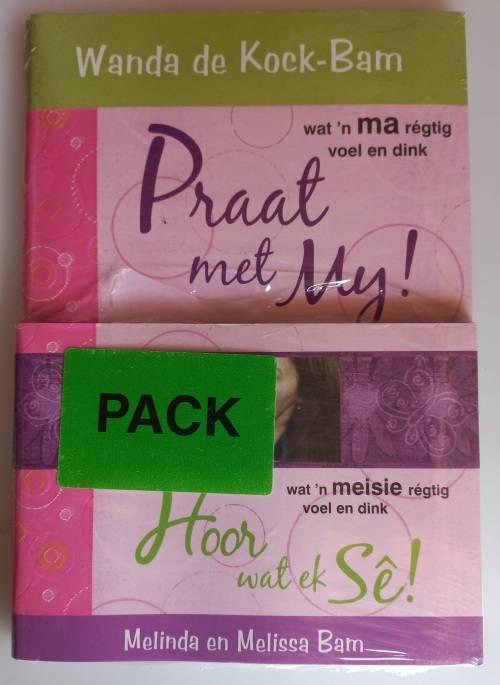 Wanda de Kock-Bam
wat 'n ma régtig
voel en dink
Praat
met My!
PACK
wat 'n meisie régtig
voel en dink
Hoor
wat ek Sê!
Melinda en Melissa Bam